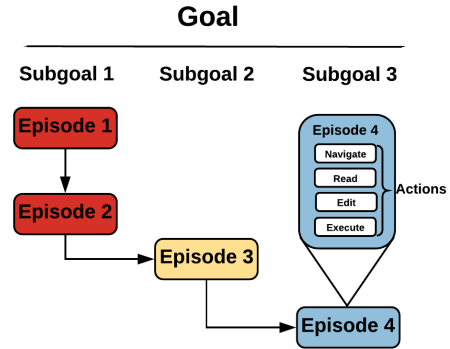 Goal
Subgoal 1
Subgoal 2
Subgoal 3
Episode 1
Episode 2
Episode 3
Episode 4
Navigate
Read
Edit
Execute
Actions
Episode 4